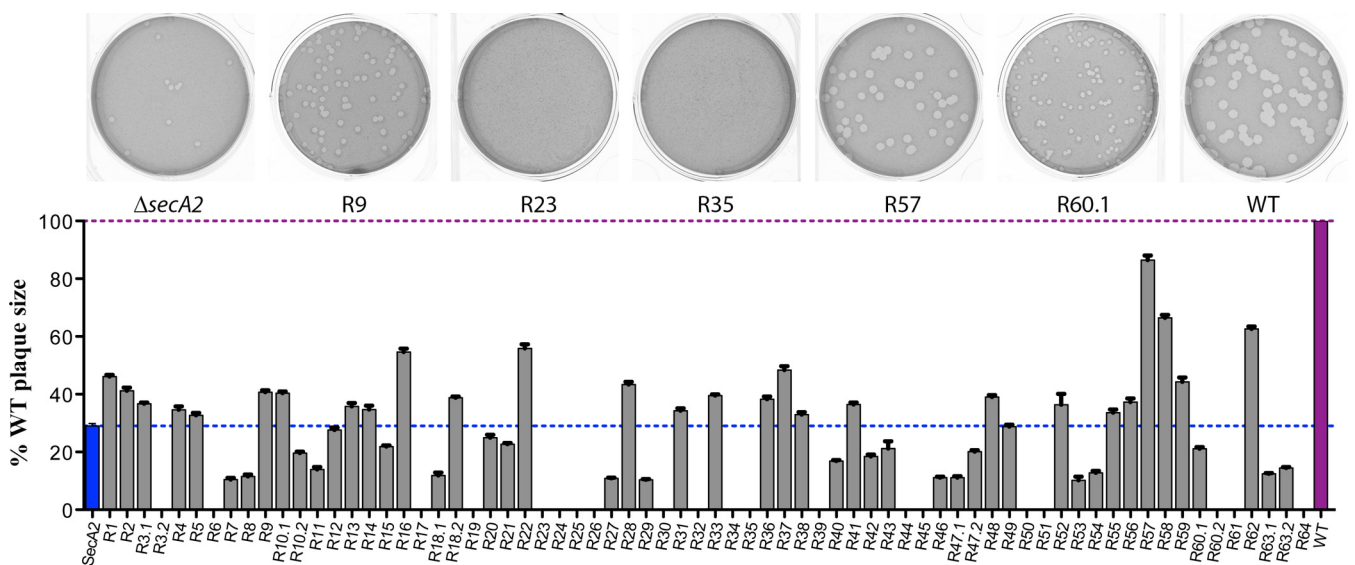 ΔsecA2 R9 R23 R35 R57 R60.1 WT
% WT plaque size
100
80
60
40
20
0
SecA2 R1 R2 R3.1 R3.2 R4 R5 R6 R7 R8 R9 R10.1 R10.2 R11 R12 R13 R14 R15 R16 R17 R18.1 R18.2 R19 R20 R21 R22 R23 R24 R25 R26 R27 R28 R29 R30 R31 R32 R33 R34 R35 R36 R37 R38 R39 R40 R41 R42 R43 R44 R45 R46 R47.1 R47.2 R48 R49 R50 R51 R52 R53 R54 R55 R56 R57 R58 R59 R60.1 R60.2 R61 R62 R63.1 R63.2 R64 WT